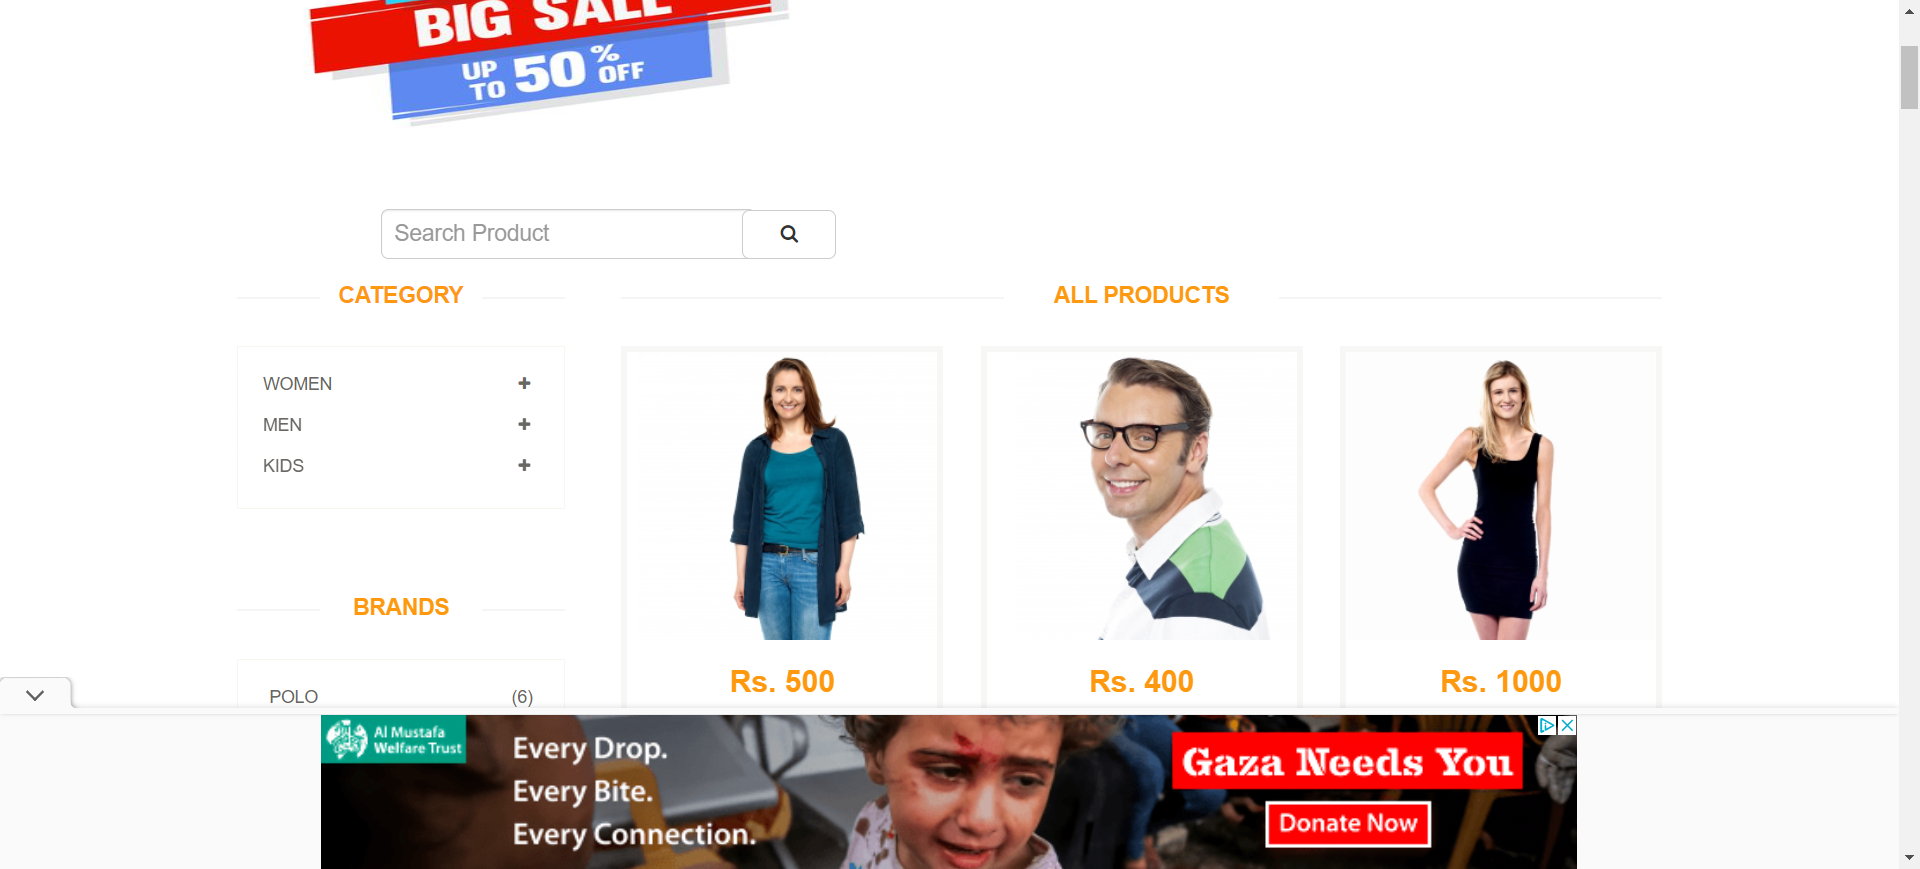 BIG SALE
UP TO 50 % OFF
Search Product
CATEGORY
WOMEN
MEN
KIDS
BRANDS
POLO (6)
ALL PRODUCTS
Rs. 500
Rs. 400
Rs. 1000
Al Mustafa
Welfare Trust
Every Drop.
Every Bite.
Every Connection.
Gaza Needs You
Donate Now